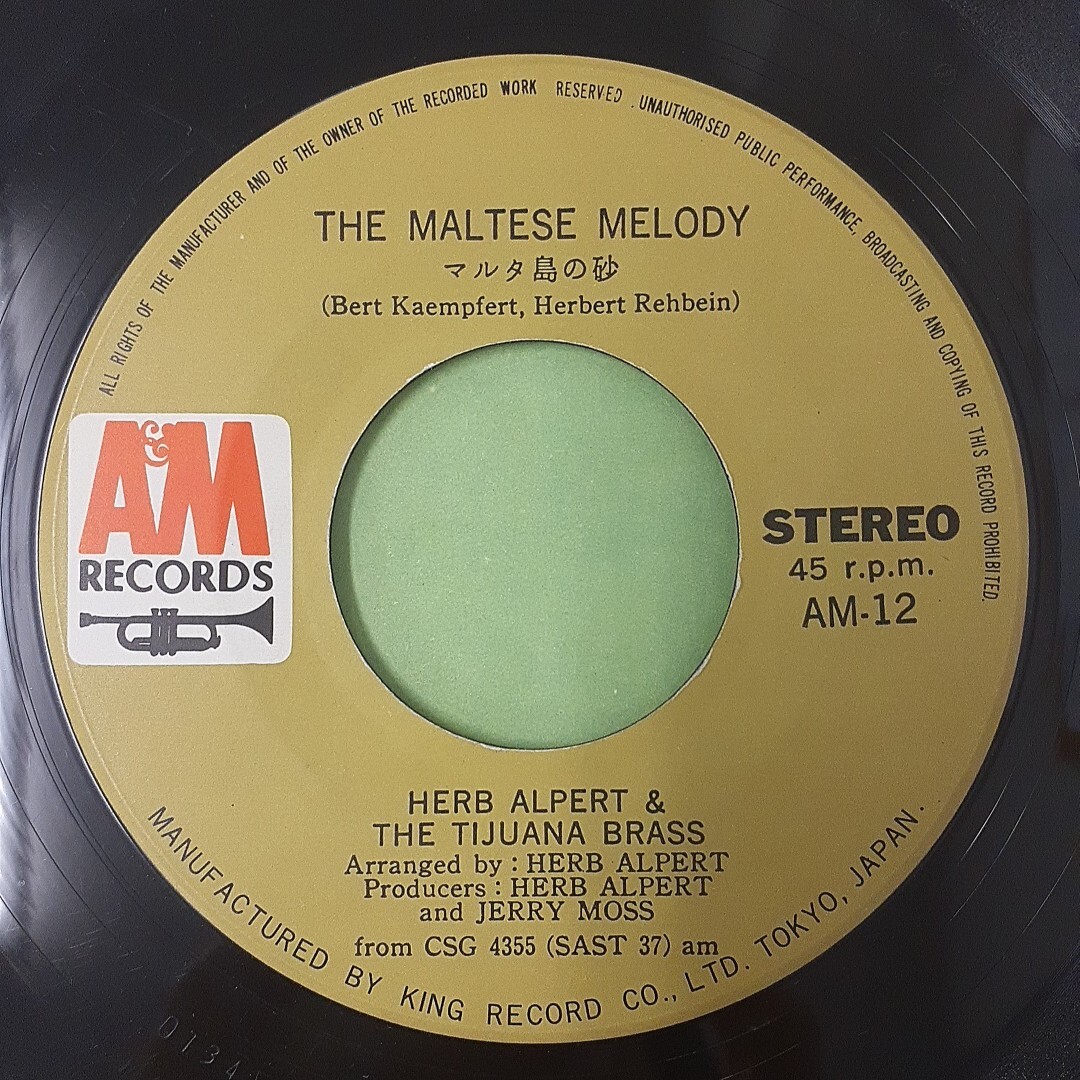 ALL RIGHTS OF THE MANUFACTURER AND OF THE OWNER OF THE RECORDED WORK RESERVED. UNAUTHORISED PUBLIC PERFORMANCE, BROADCASTING AND COPYING OF THIS RECORD PROHIBITED.
THE MALTESE MELODY
マルタ島の砂
(Bert Kaempfert, Herbert Rehbein)
A&M
RECORDS
STEREO
45 r.p.m.
AM-12
HERB ALPERT &
THE TIJUANA BRASS
Arranged by : HERB ALPERT
Producers : HERB ALPERT
and JERRY MOSS
from CSG 4355 (SAST 37) am
MANUFACTURED BY KING RECORD CO., LTD. TOKYO, JAPAN.